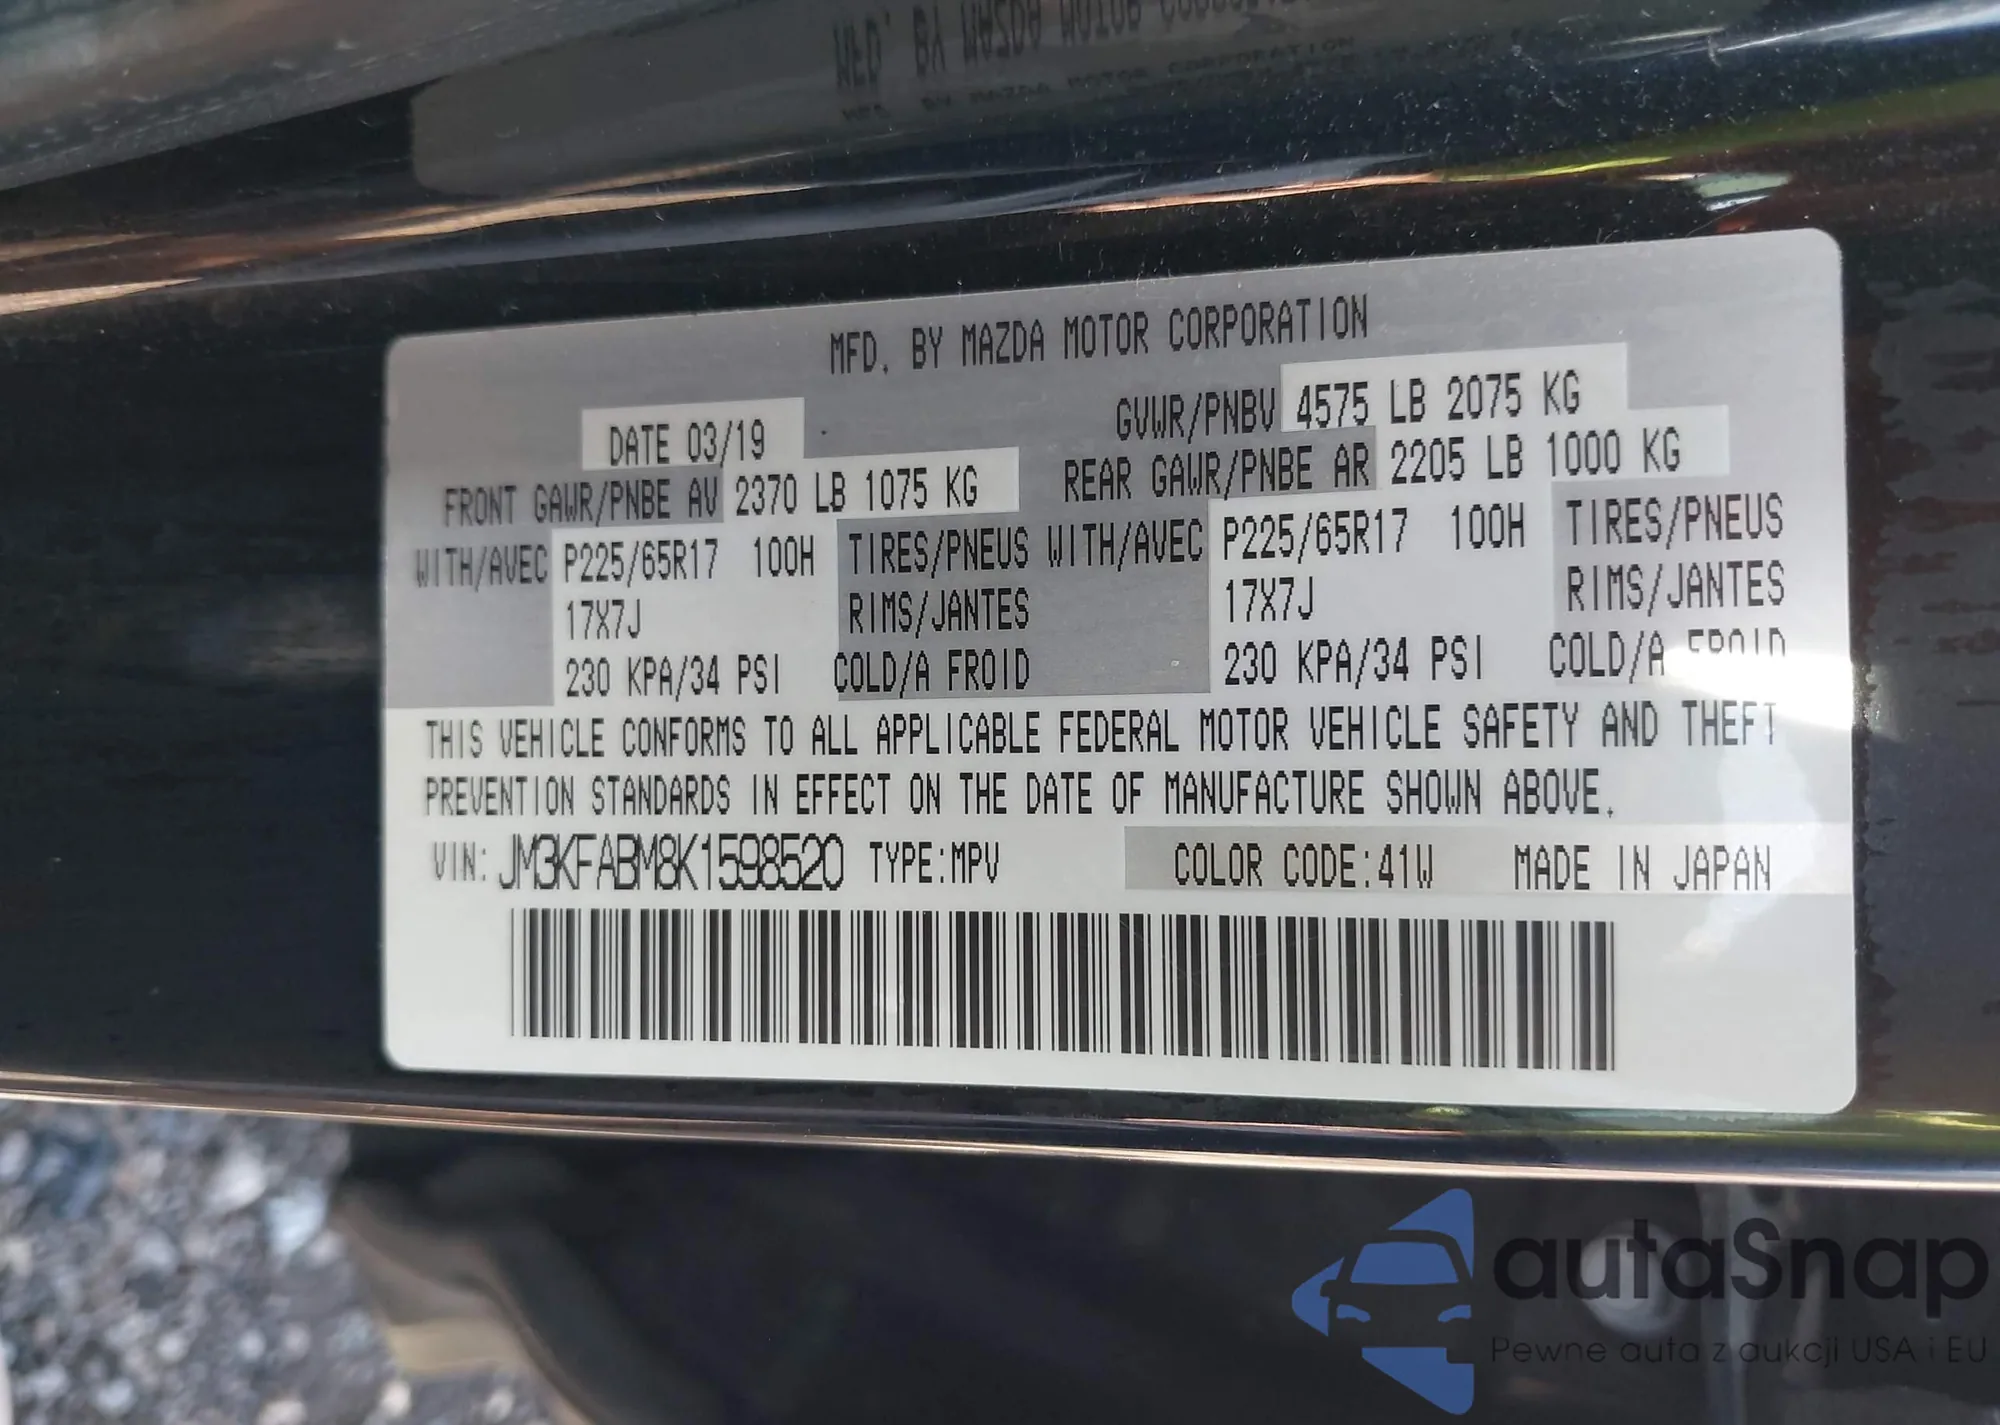 MFD. BY MAZDA MOTOR CORPORATION
DATE 03/19 GVWR/PNBV 4575 LB 2075 KG
FRONT GAWR/PNBE AV 2370 LB 1075 KG REAR GAWR/PNBE AR 2205 LB 1000 KG
WITH/AVEC P225/65R17 100H TIRES/PNEUS WITH/AVEC P225/65R17 100H TIRES/PNEUS
17X7J RIMS/JANTES 17X7J RIMS/JANTES
230 KPA/34 PSI COLD/A FROID 230 KPA/34 PSI COLD/A FROID
THIS VEHICLE CONFORMS TO ALL APPLICABLE FEDERAL MOTOR VEHICLE SAFETY AND THEFT
PREVENTION STANDARDS IN EFFECT ON THE DATE OF MANUFACTURE SHOWN ABOVE.
VIN: JM3KFABM8K1598520 TYPE:MPV COLOR CODE:41W MADE IN JAPAN
autaSnap
Pewne auta z aukcji USA i EU